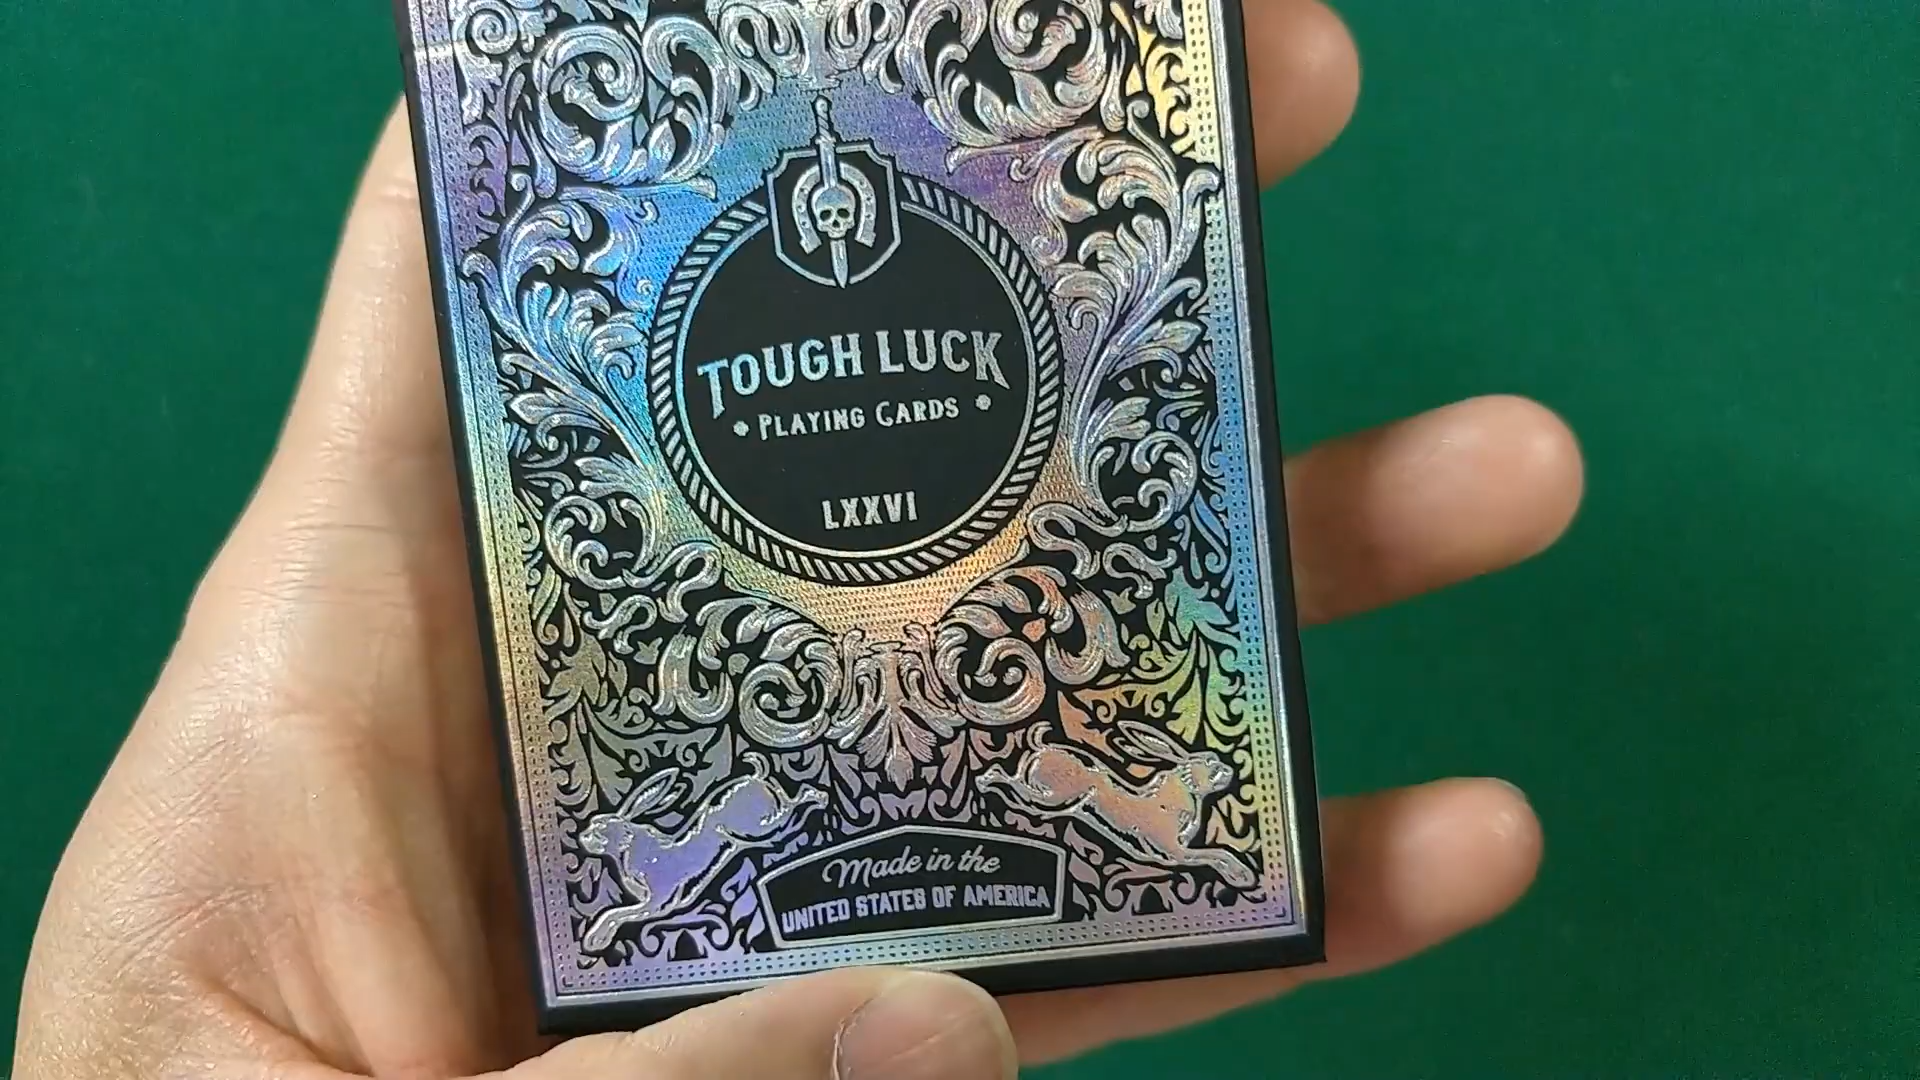 TOUGH LUCK
PLAYING CARDS
LXXVI
Made in the
UNITED STATES OF AMERICA